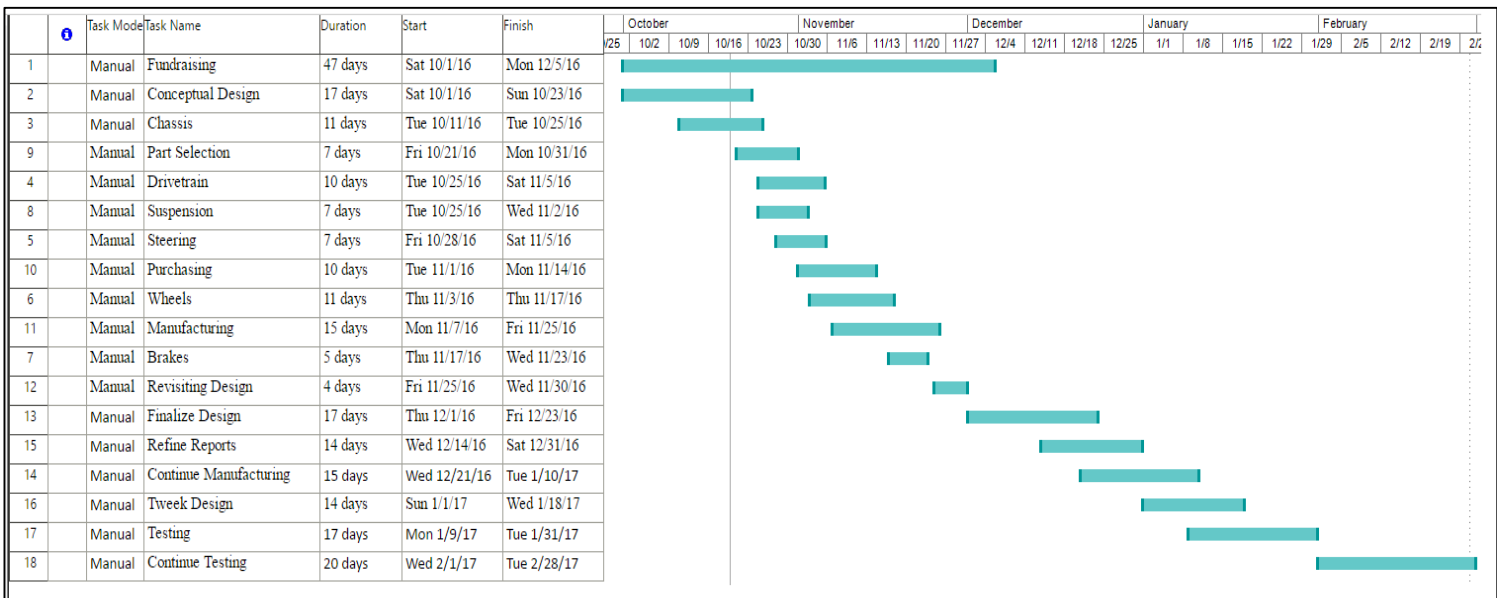 Task Mode Task Name Duration Start Finish October November December January February
/25 10/2 10/9 10/16 10/23 10/30 11/6 11/13 11/20 11/27 12/4 12/11 12/18 12/25 1/1 1/8 1/15 1/22 1/29 2/5 2/12 2/19
1 Manual Fundraising 47 days Sat 10/1/16 Mon 12/5/16
2 Manual Conceptual Design 17 days Sat 10/1/16 Sun 10/23/16
3 Manual Chassis 11 days Tue 10/11/16 Tue 10/25/16
9 Manual Part Selection 7 days Fri 10/21/16 Mon 10/31/16
4 Manual Drivetrain 10 days Tue 10/25/16 Sat 11/5/16
8 Manual Suspension 7 days Tue 10/25/16 Wed 11/2/16
5 Manual Steering 7 days Fri 10/28/16 Sat 11/5/16
10 Manual Purchasing 10 days Tue 11/1/16 Mon 11/14/16
6 Manual Wheels 11 days Thu 11/3/16 Thu 11/17/16
11 Manual Manufacturing 15 days Mon 11/7/16 Fri 11/25/16
7 Manual Brakes 5 days Thu 11/17/16 Wed 11/23/16
12 Manual Revisiting Design 4 days Fri 11/25/16 Wed 11/30/16
13 Manual Finalize Design 17 days Thu 12/1/16 Fri 12/23/16
15 Manual Refine Reports 14 days Wed 12/14/16 Sat 12/31/16
14 Manual Continue Manufacturing 15 days Wed 12/21/16 Tue 1/10/17
16 Manual Tweek Design 14 days Sun 1/1/17 Wed 1/18/17
17 Manual Testing 17 days Mon 1/9/17 Tue 1/31/17
18 Manual Continue Testing 20 days Wed 2/1/17 Tue 2/28/17